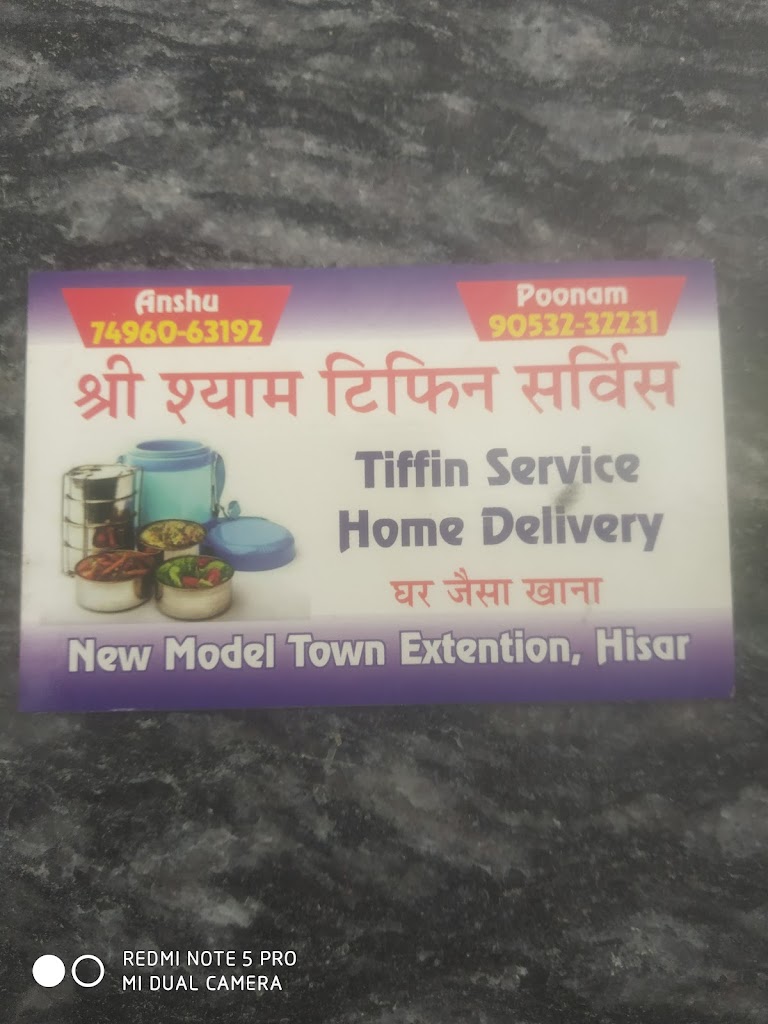 Anshu
74960-63192
Poonam
90532-32231
श्री श्याम टिफिन सर्विस
Tiffin Service
Home Delivery
घर जैसा खाना
New Model Town Extention, Hisar
REDMI NOTE 5 PRO
MI DUAL CAMERA